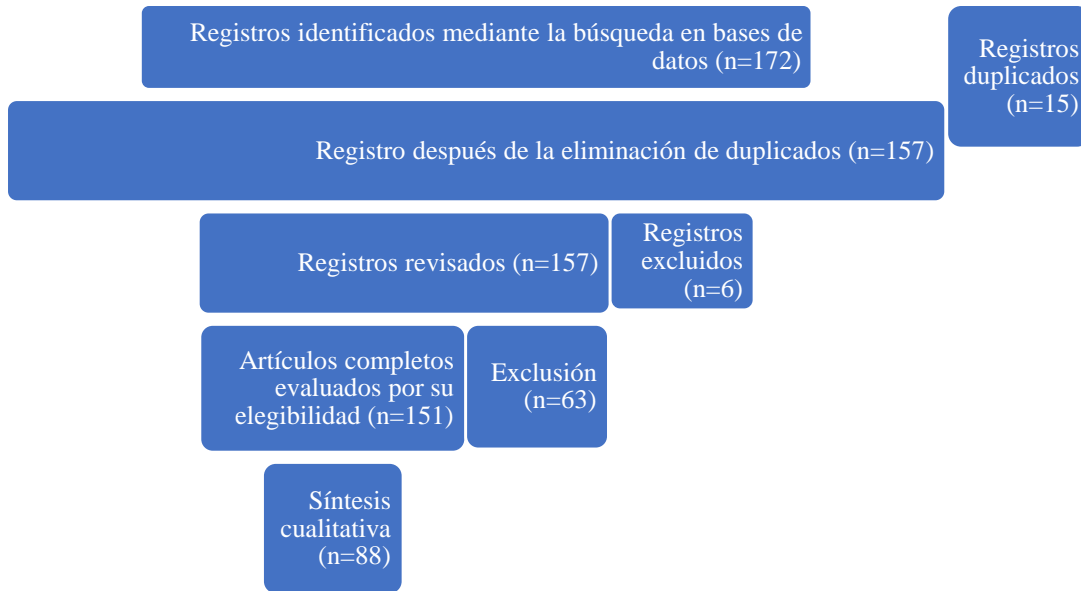 Registros identificados mediante la búsqueda en bases de
datos (n=172)
Registros
duplicados
(n=15)
Registro después de la eliminación de duplicados (n=157)
Registros revisados (n=157)
Registros
excluidos
(n=6)
Artículos completos
evaluados por su
elegibilidad (n=151)
Exclusión
(n=63)
Síntesis
cualitativa
(n=88)